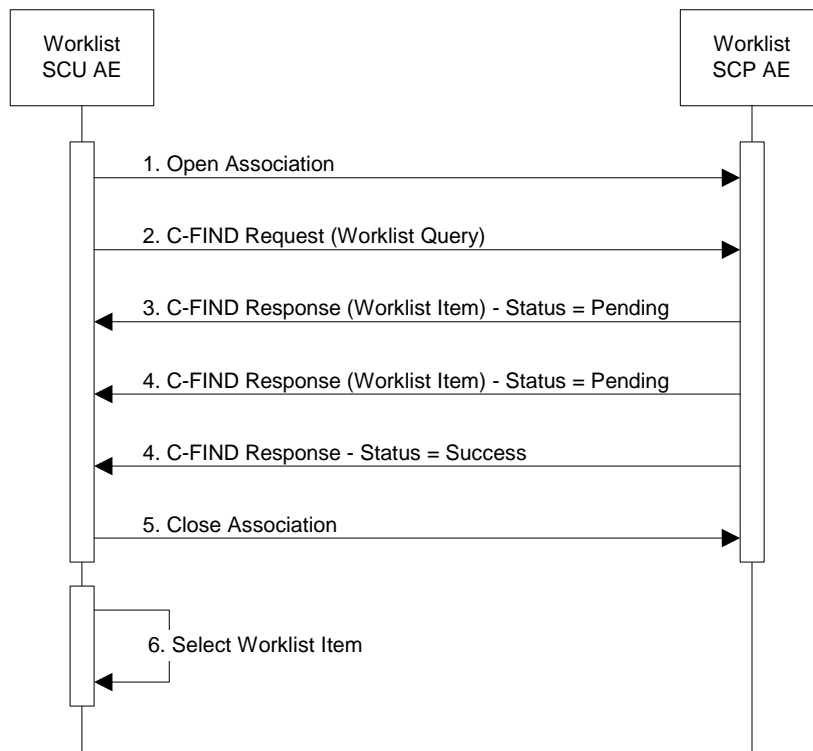 Worklist
SCU AE
Worklist
SCP AE
1. Open Association
2. C-FIND Request (Worklist Query)
3. C-FIND Response (Worklist Item) - Status = Pending
4. C-FIND Response (Worklist Item) - Status = Pending
4. C-FIND Response - Status = Success
5. Close Association
6. Select Worklist Item